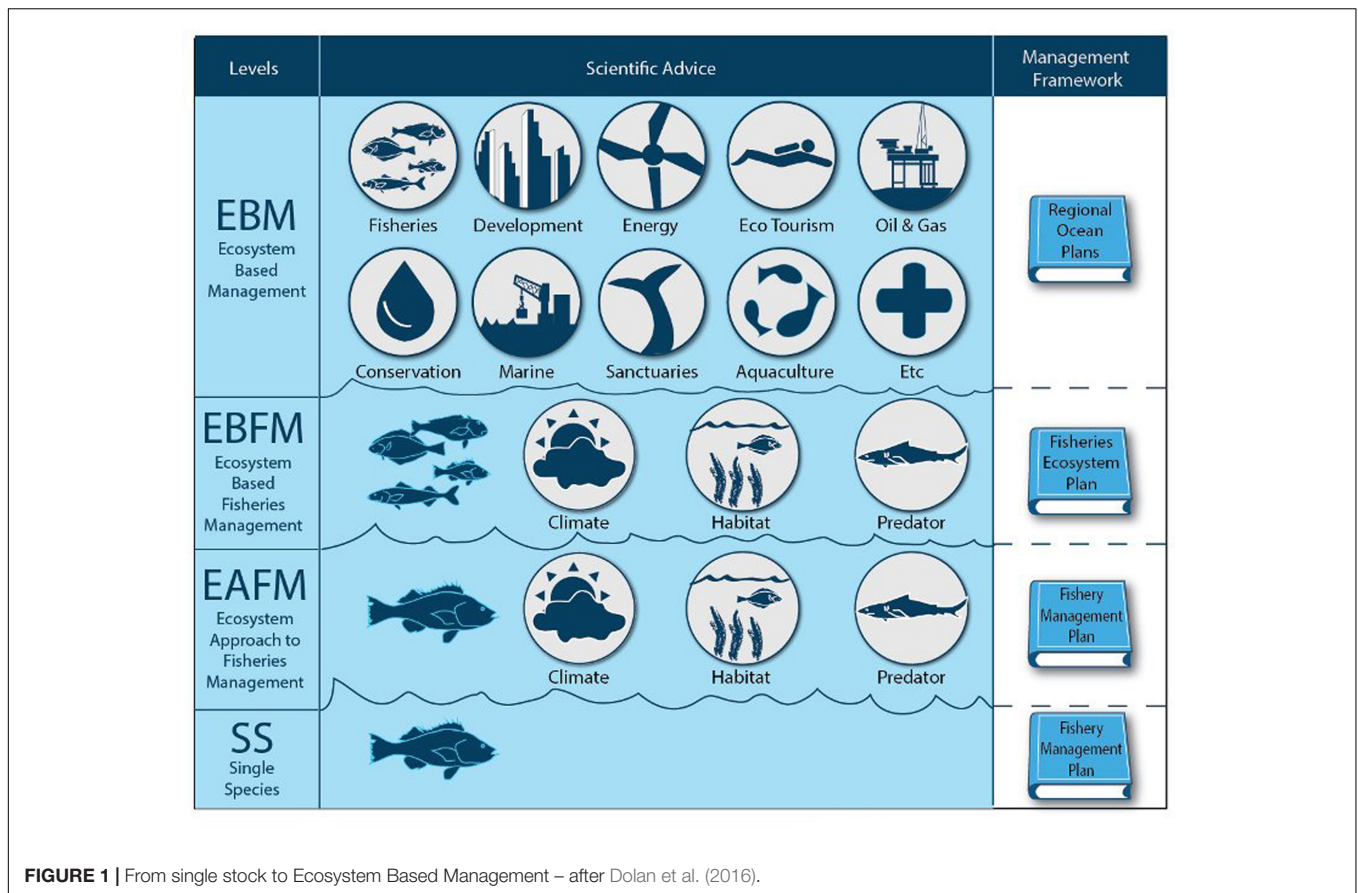 Levels
Scientific Advice
Management
Framework
EBM
Ecosystem
Based
Management
Fisheries
Development
Energy
Eco Tourism
Oil & Gas
Conservation
Marine
Sanctuaries
Aquaculture
Etc
Regional
Ocean
Plans
EBFM
Ecosystem
Based
Fisheries
Management
Climate
Habitat
Predator
Fisheries
Ecosystem
Plan
EAFM
Ecosystem
Approach to
Fisheries
Management
Climate
Habitat
Predator
Fishery
Management
Plan
SS
Single
Species
Fishery
Management
Plan
FIGURE 1 | From single stock to Ecosystem Based Management – after Dolan et al. (2016).